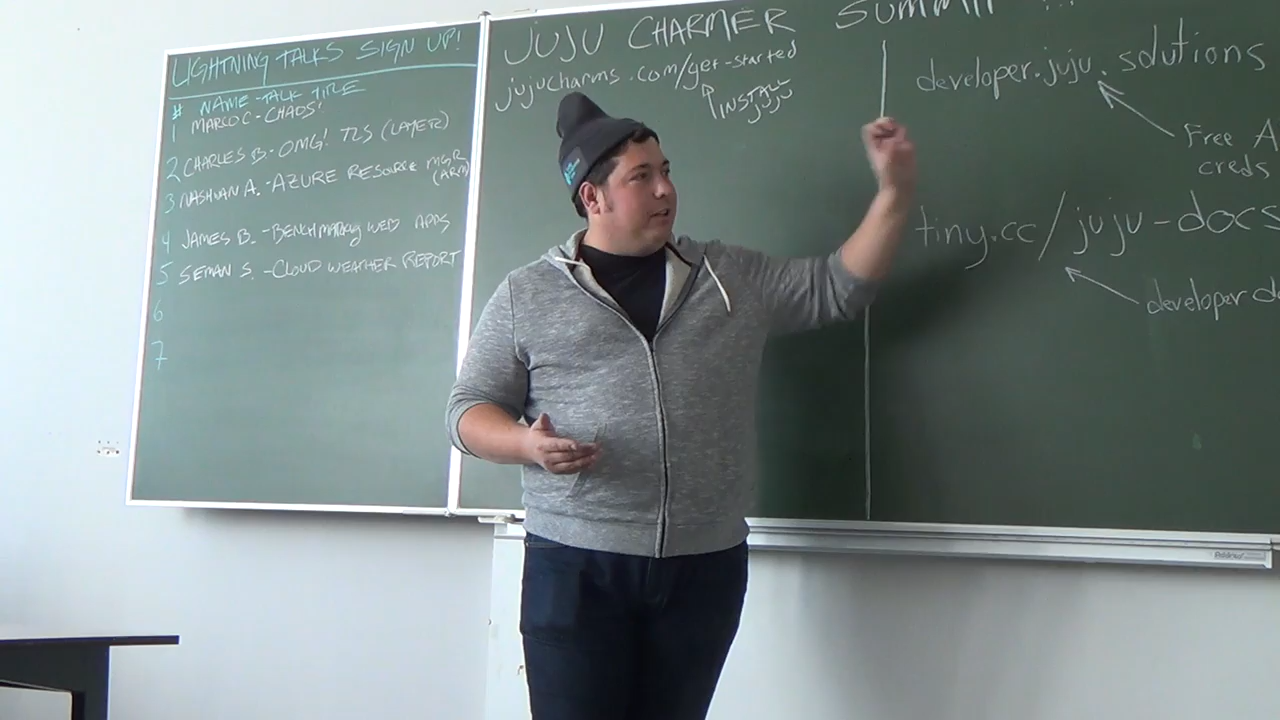 LIGHTNING TALKS SIGN UP!
# NAME - TALK TITLE
1 MARCO C - CHAOS!
2 CHARLES B. - OMG! TLS (LAYER)
3 NASHWAN A. - AZURE RESOURCE MGR
(ARM)
4 JAMES B. - BENCHMARKING WEB APPS
5 SEMAN S. - CLOUD WEATHER REPORT
6
7
JUJU CHARMER SUMMIT !!!
jujucharms.com/get-started
INSTALL
juju
developer.juju.solutions
Free A
creds
tiny.cc/juju-docs
developer do